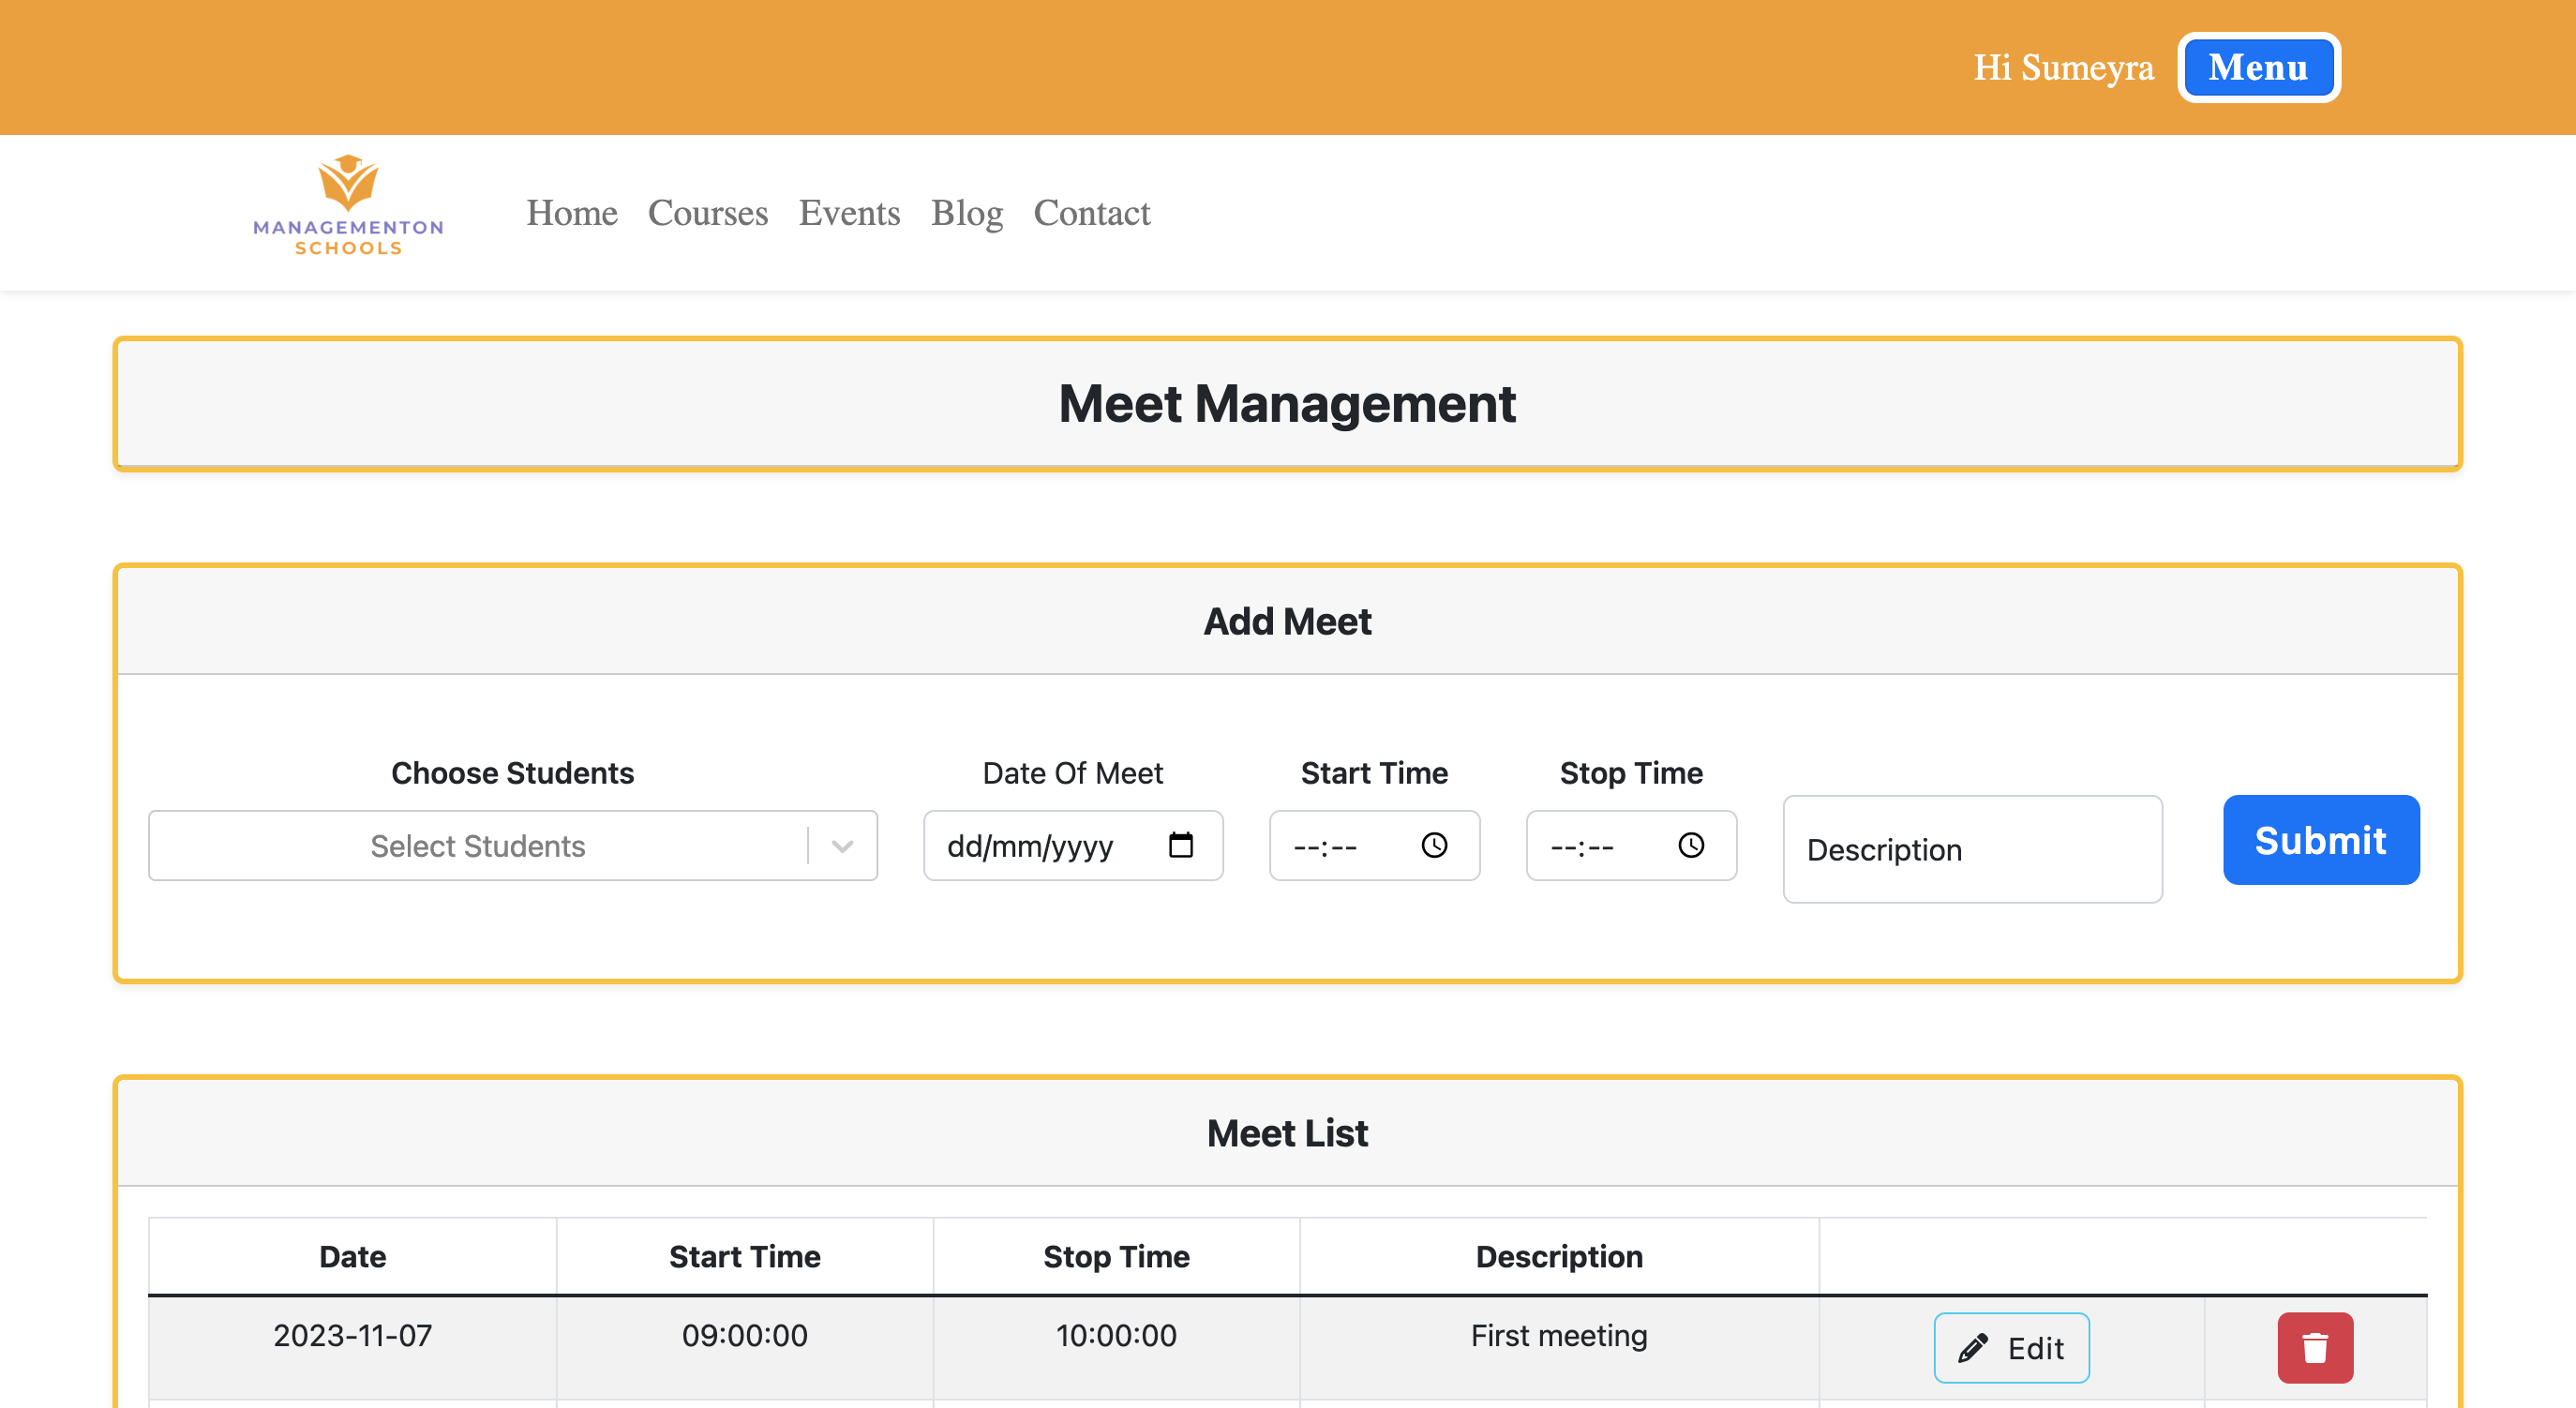 Hi Sumeyra Menu
MANAGEMENTON
SCHOOLS
Home Courses Events Blog Contact
Meet Management
Add Meet
Choose Students Date Of Meet Start Time Stop Time
Select Students dd/mm/yyyy --:-- --:-- Description Submit
Meet List
Date Start Time Stop Time Description
2023-11-07 09:00:00 10:00:00 First meeting Edit